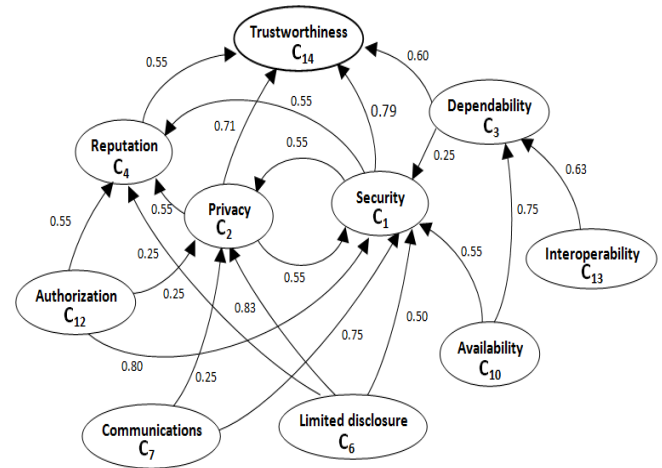 Trustworthiness
C14
0.55
0.60
0.55
0.79
0.71
Dependability
C3
Reputation
C4
0.55
0.25
0.63
Security
C1
0.55
Privacy
C2
0.75
0.55
0.25
0.55
0.55
Interoperability
C13
Authorization
C12
0.25
0.83
0.50
Availability
C10
0.80
0.75
0.25
Communications
C7
Limited disclosure
C6